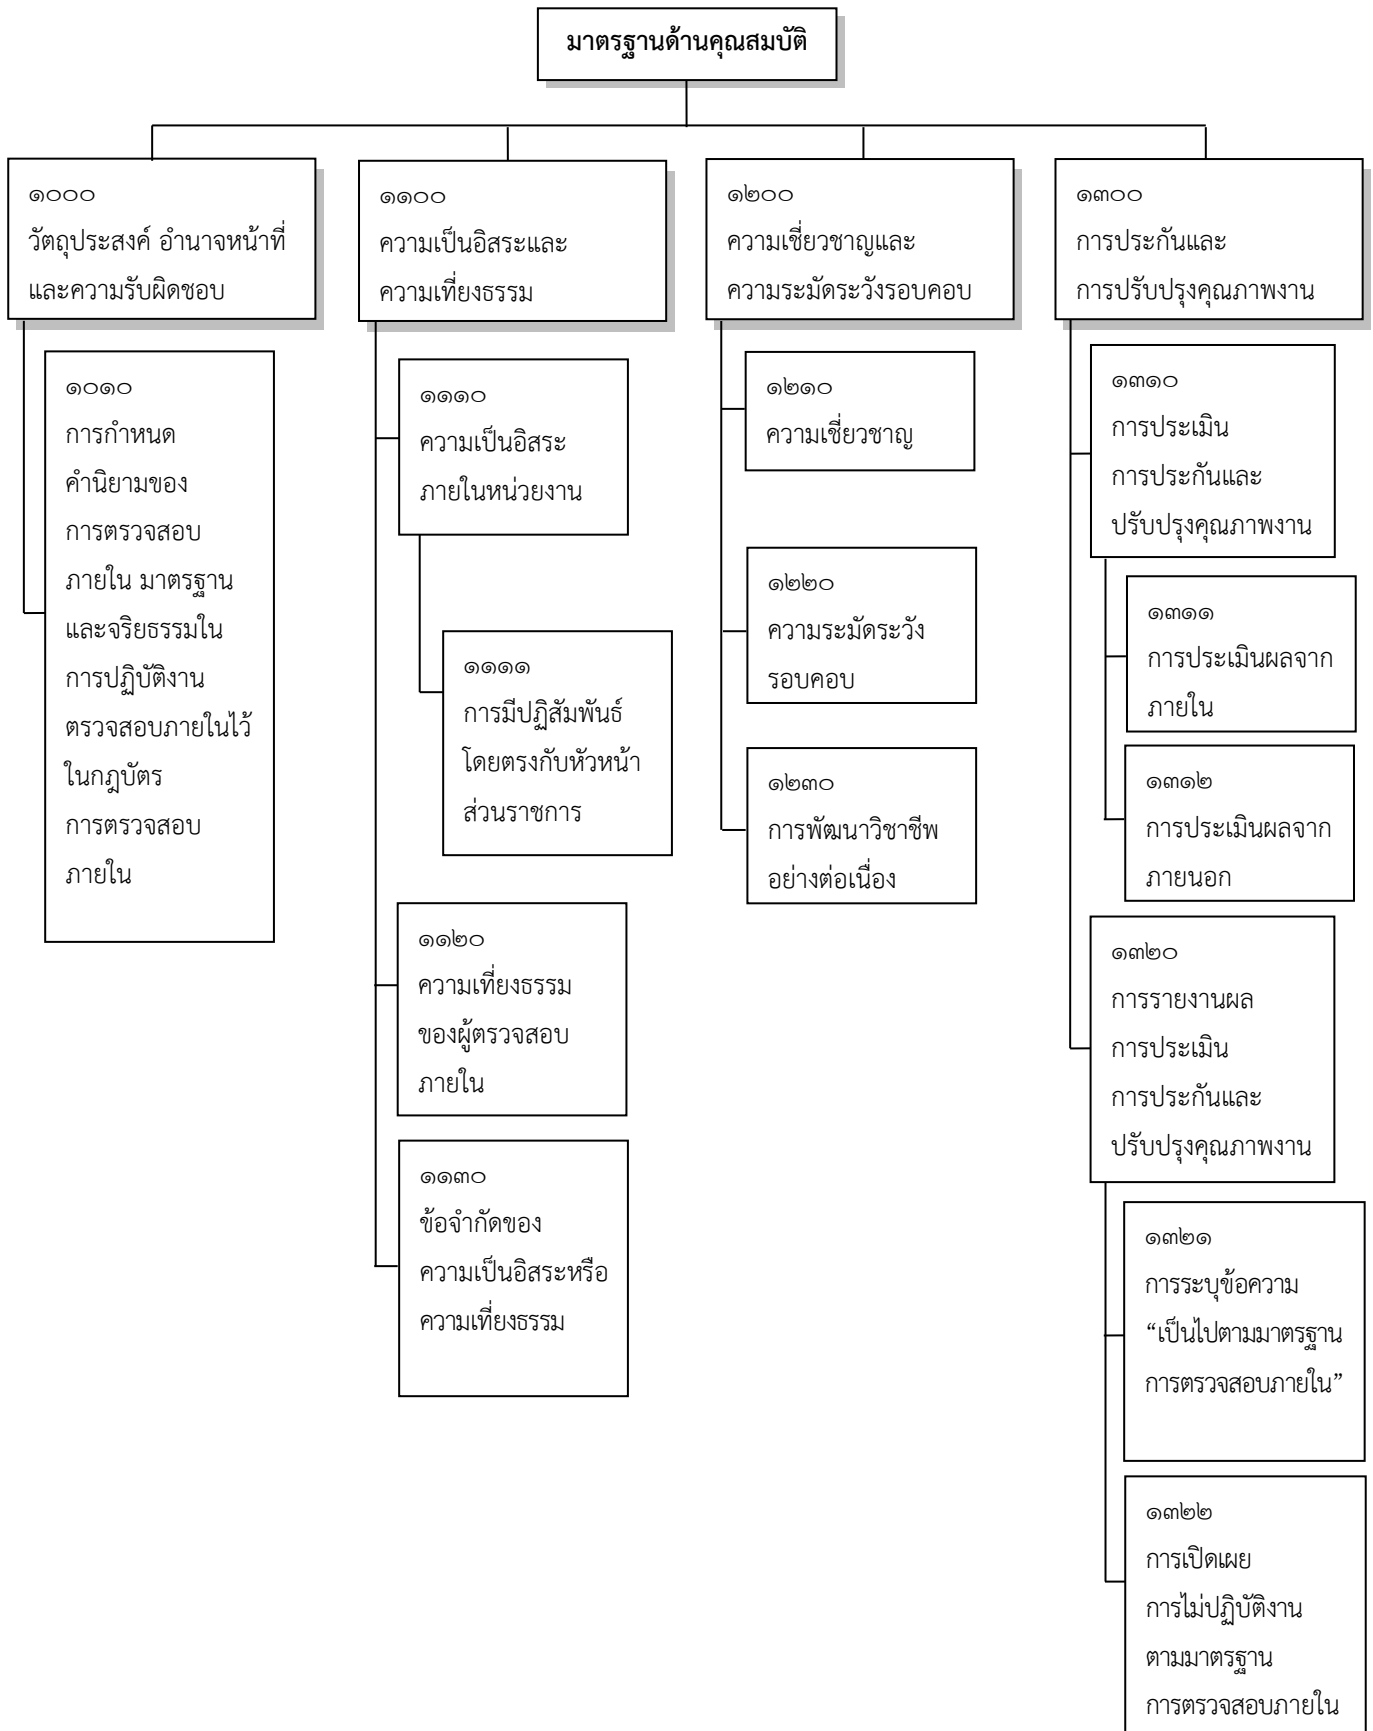 มาตรฐานด้านคุณสมบัติ
๑๐๐๐
วัตถุประสงค์ อำนาจหน้าที่
และความรับผิดชอบ
๑๐๑๐
การกำหนด
คำนิยามของ
การตรวจสอบ
ภายใน มาตรฐาน
และจริยธรรมใน
การปฏิบัติงาน
ตรวจสอบภายในไว้
ในกฎบัตร
การตรวจสอบ
ภายใน
๑๑๐๐
ความเป็นอิสระและ
ความเที่ยงธรรม
๑๑๑๐
ความเป็นอิสระ
ภายในหน่วยงาน
๑๑๑๑
การมีปฏิสัมพันธ์
โดยตรงกับหัวหน้า
ส่วนราชการ
๑๑๒๐
ความเที่ยงธรรม
ของผู้ตรวจสอบ
ภายใน
๑๑๓๐
ข้อจำกัดของ
ความเป็นอิสระหรือ
ความเที่ยงธรรม
๑๒๐๐
ความเชี่ยวชาญและ
ความระมัดระวังรอบคอบ
๑๒๑๐
ความเชี่ยวชาญ
๑๒๒๐
ความระมัดระวัง
รอบคอบ
๑๒๓๐
การพัฒนาวิชาชีพ
อย่างต่อเนื่อง
๑๓๐๐
การประกันและ
การปรับปรุงคุณภาพงาน
๑๓๑๐
การประเมิน
การประกันและ
ปรับปรุงคุณภาพงาน
๑๓๑๑
การประเมินผลจาก
ภายใน
๑๓๑๒
การประเมินผลจาก
ภายนอก
๑๓๒๐
การรายงานผล
การประเมิน
การประกันและ
ปรับปรุงคุณภาพงาน
๑๓๒๑
การระบุข้อความ
“เป็นไปตามมาตรฐาน
การตรวจสอบภายใน”
๑๓๒๒
การเปิดเผย
การไม่ปฏิบัติงาน
ตามมาตรฐาน
การตรวจสอบภายใน